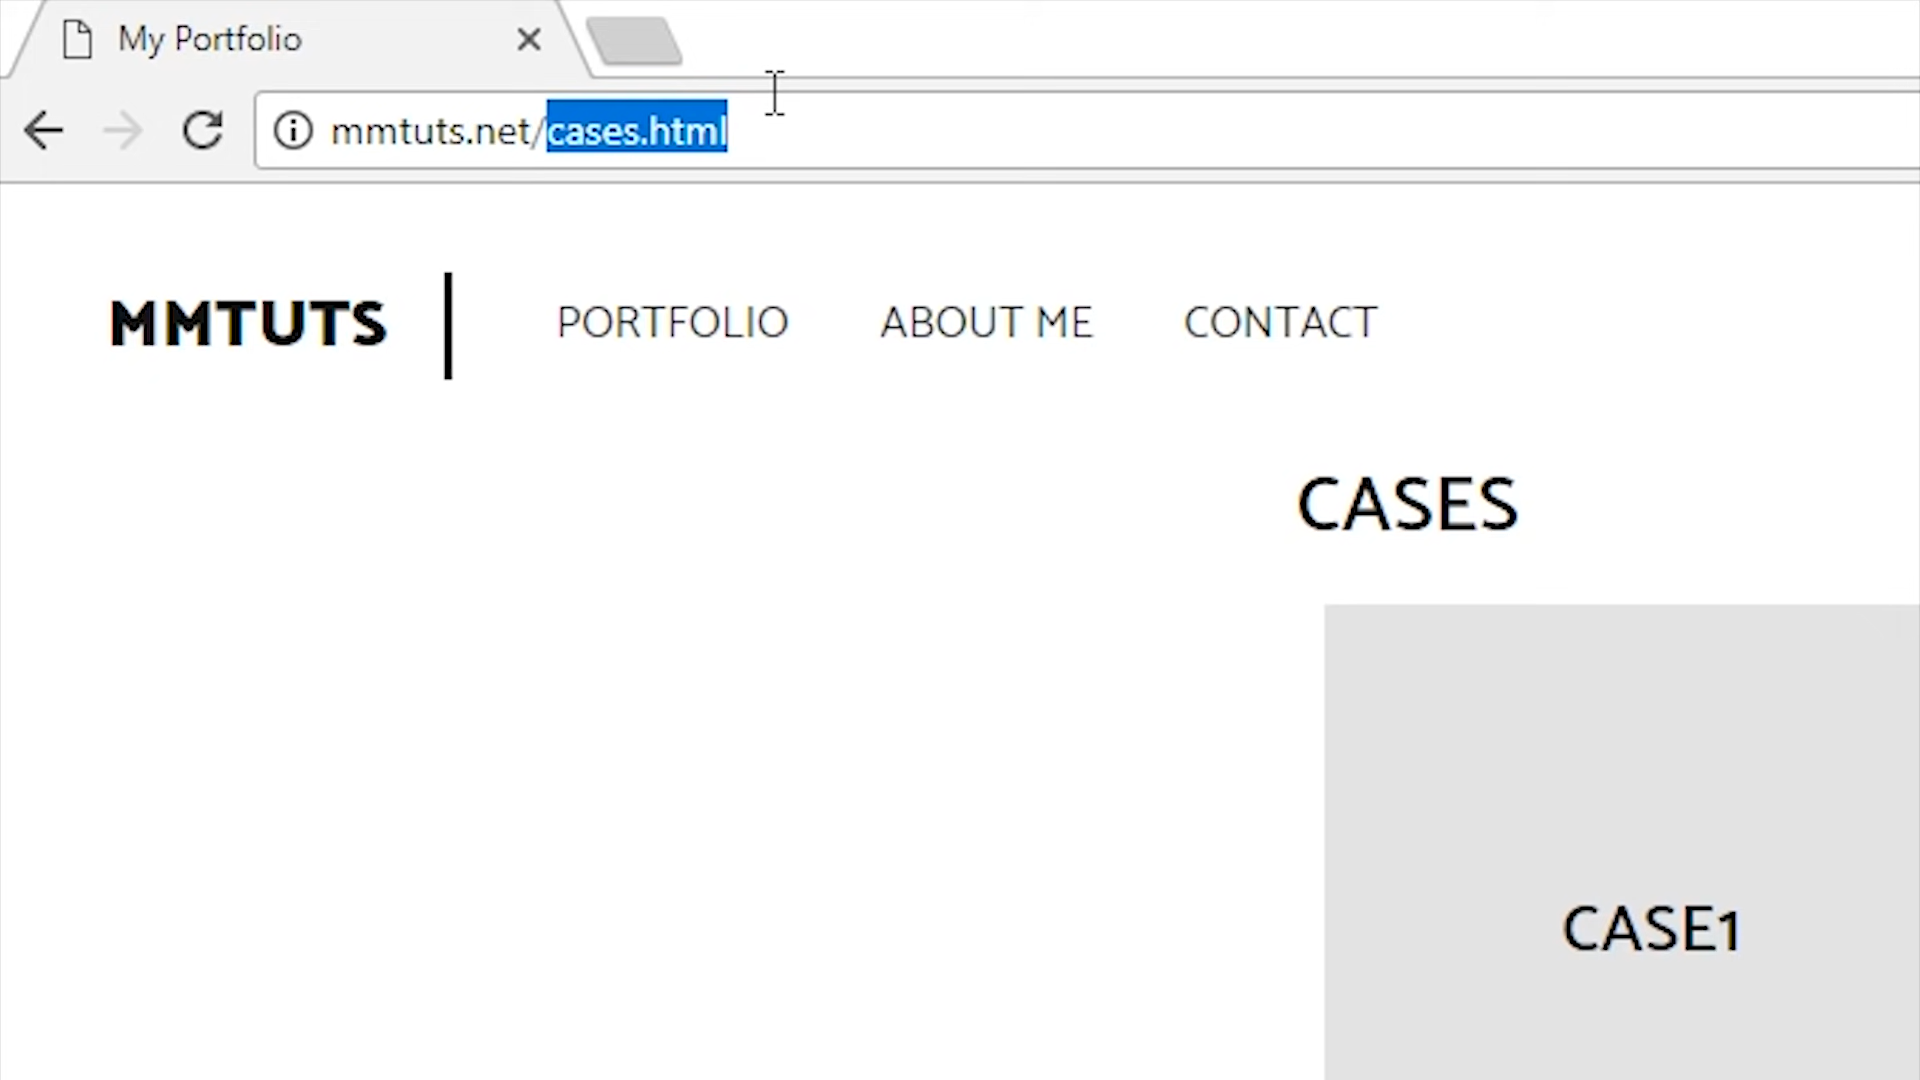 My Portfolio
mmtuts.net/cases.html
MMTUTS
PORTFOLIO ABOUT ME CONTACT
CASES
CASE1